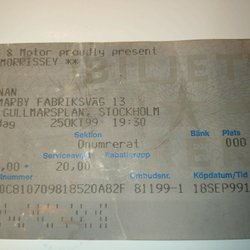 & Motor proudly present
MORRISSEY **
NAN
MARBY FABRIKSVÄG 13
GULLMARSPLAN, STOCKHOLM
dag 25OKT99 19:30
Sektion Bänk Plats
Onumrerat 000
Serviceavgift Rabattgrupp
,00 + 20,00
nummer Ombudsnr. Köpdatum/Tid
0C810709818520A82F 81199-1 18SEP991